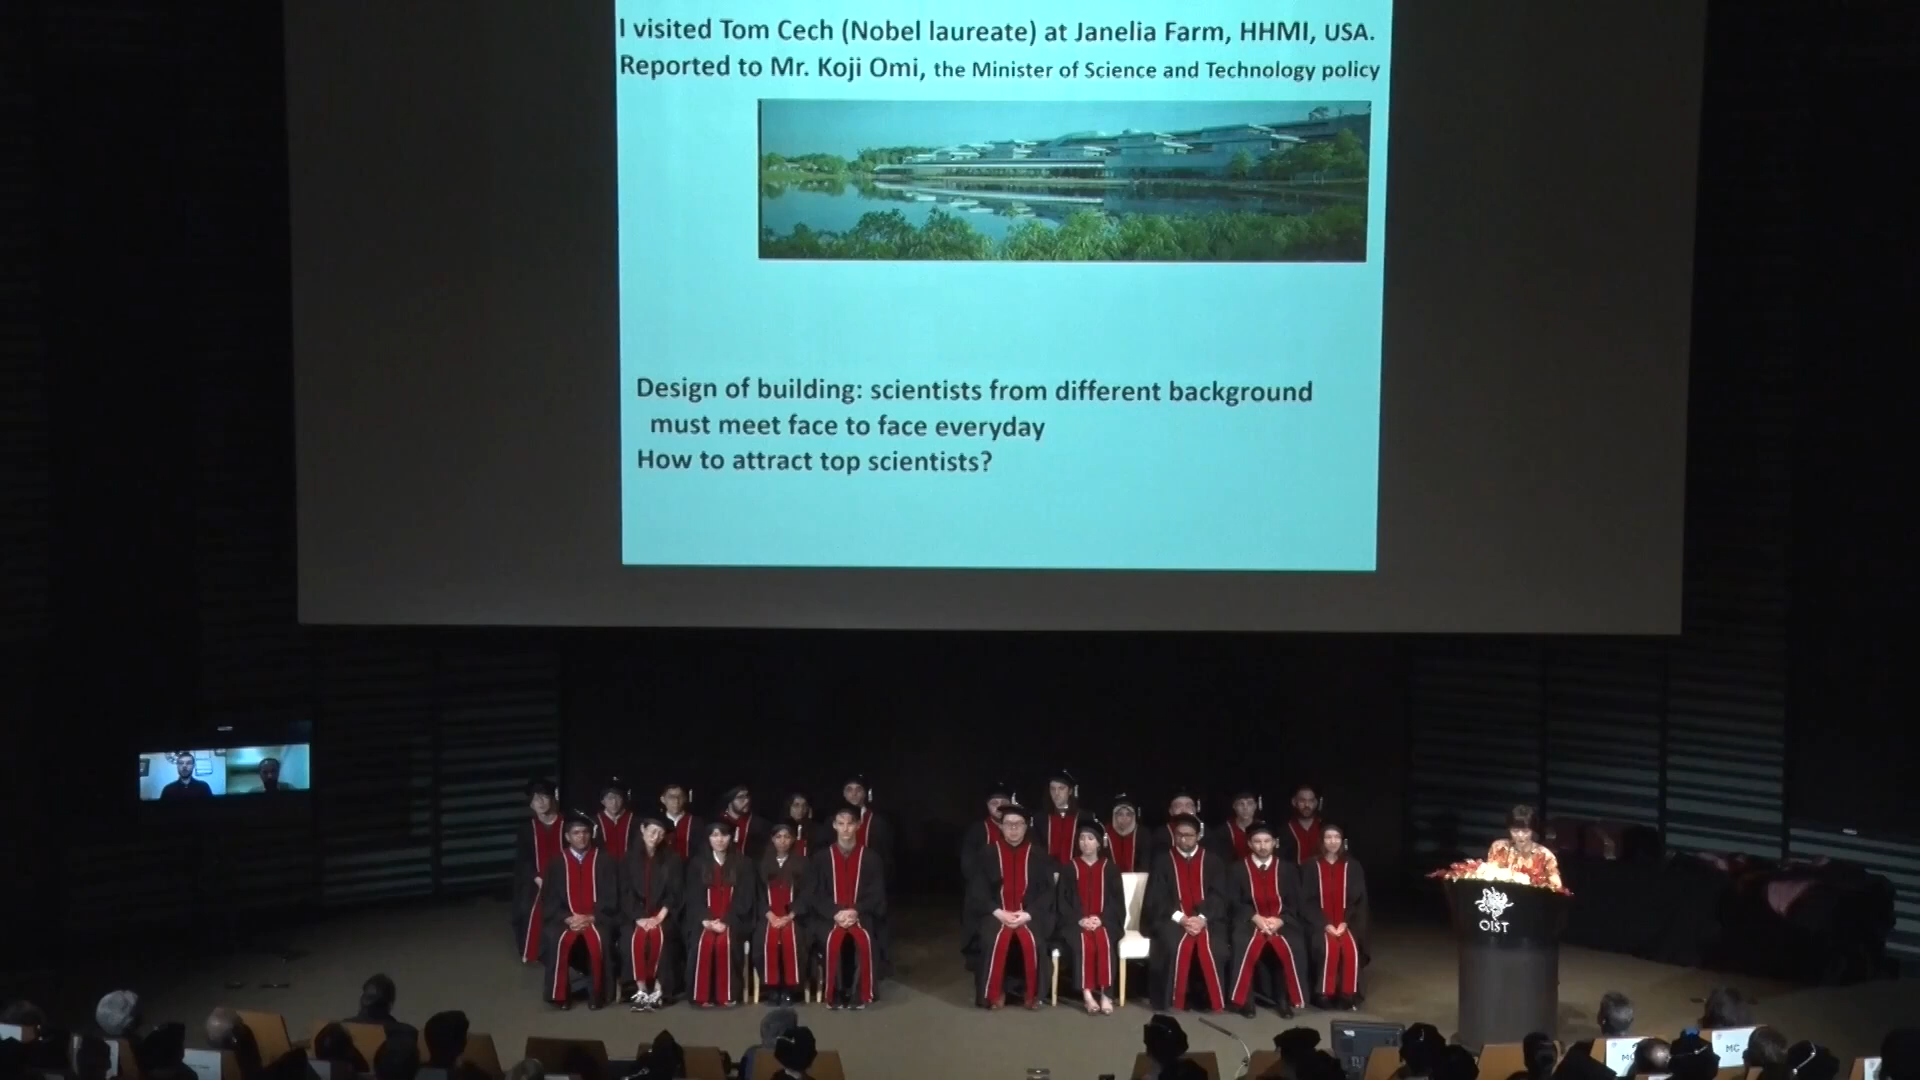 I visited Tom Cech (Nobel laureate) at Janelia Farm, HHMI, USA.
Reported to Mr. Koji Omi, the Minister of Science and Technology policy
Design of building: scientists from different background
must meet face to face everyday
How to attract top scientists?
OIST
MC